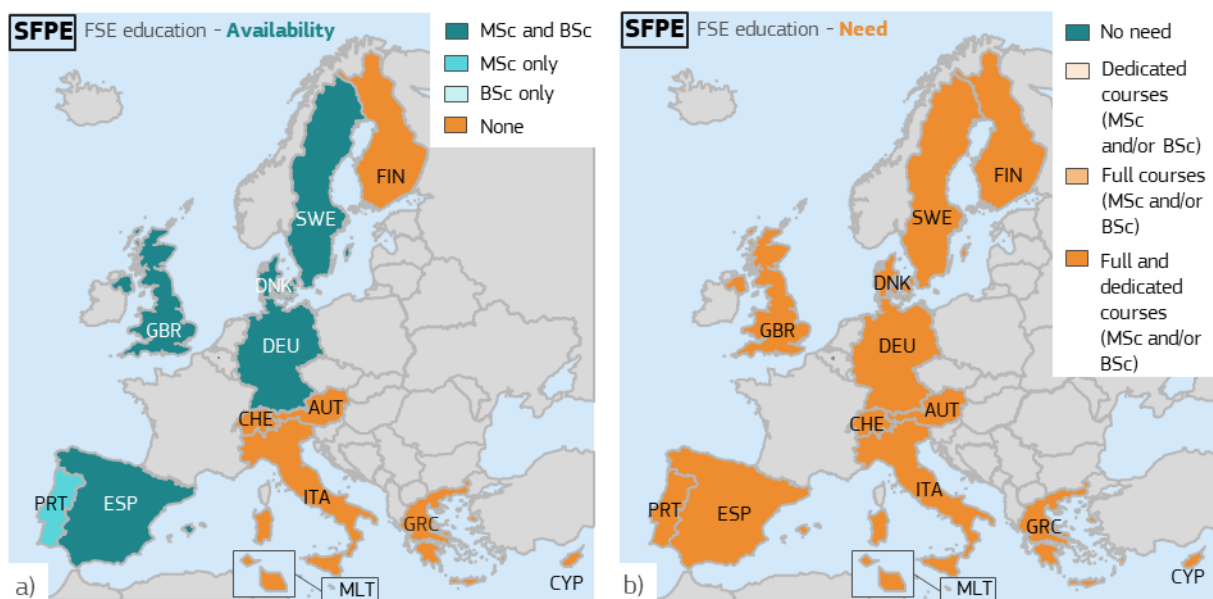 SFPE FSE education - Availability
MSc and BSc
MSc only
BSc only
None
FIN
SWE
DNK
GBR
DEU
AUT
CHE
PRT
ESP
ITA
GRC
CYP
MLT
a)
SFPE FSE education - Need
No need
Dedicated
courses
(MSc
and/or BSc)
Full courses
(MSc and/or
BSc)
Full and
dedicated
courses
(MSc and/or
BSc)
FIN
SWE
DNK
GBR
DEU
AUT
CHE
PRT
ESP
ITA
GRC
CYP
MLT
b)